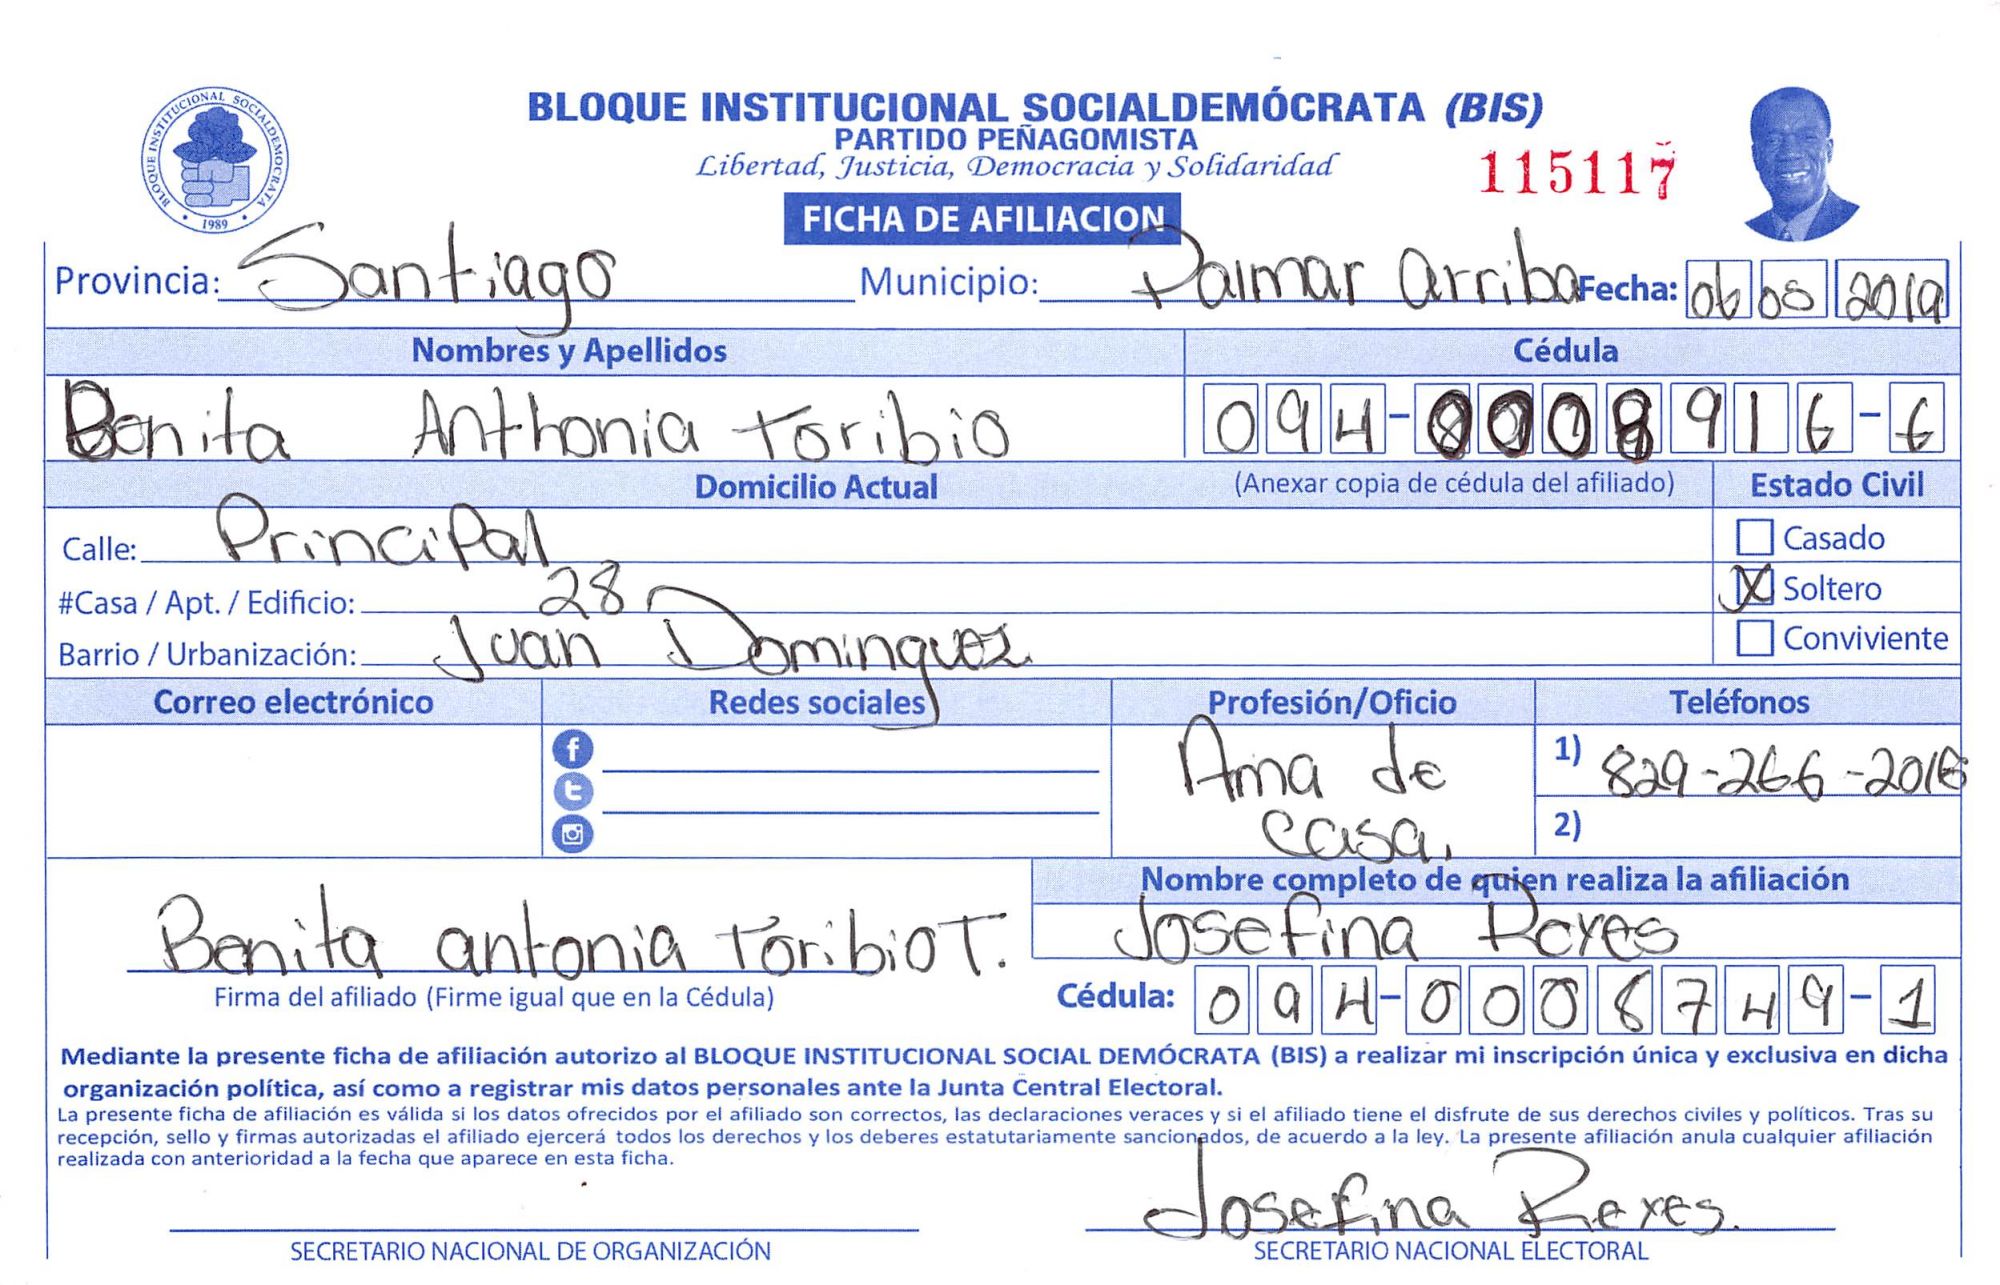 BLOQUE INSTITUCIONAL SOCIALDEMOCRATA
1989
BLOQUE INSTITUCIONAL SOCIALDEMÓCRATA (BIS)
PARTIDO PEÑAGOMISTA
Libertad, Justicia, Democracia y Solidaridad
115117
FICHA DE AFILIACION
Provincia: Santiago Municipio: Palmar Arriba Fecha: 06 05 2019
Nombres y Apellidos Cédula
Benita Anthonia Toribio 094-0008916-6
Domicilio Actual (Anexar copia de cédula del afiliado) Estado Civil
Calle: Principal Casado
#Casa / Apt. / Edificio: 28 X Soltero
Barrio / Urbanización: Juan Dominguez Conviviente
Correo electrónico Redes sociales Profesión/Oficio Teléfonos
Ama de casa. 1) 829-266-2016
2)
Nombre completo de quien realiza la afiliación
Benita antonia Toribio T. Josefina Reyes
Firma del afiliado (Firme igual que en la Cédula) Cédula: 094-0008749-1
Mediante la presente ficha de afiliación autorizo al BLOQUE INSTITUCIONAL SOCIAL DEMÓCRATA (BIS) a realizar mi inscripción única y exclusiva en dicha
organización política, así como a registrar mis datos personales ante la Junta Central Electoral.
La presente ficha de afiliación es válida si los datos ofrecidos por el afiliado son correctos, las declaraciones veraces y si el afiliado tiene el disfrute de sus derechos civiles y políticos. Tras su
recepción, sello y firmas autorizadas el afiliado ejercerá todos los derechos y los deberes estatutariamente sancionados, de acuerdo a la ley. La presente afiliación anula cualquier afiliación
realizada con anterioridad a la fecha que aparece en esta ficha.
Josefina Reyes.
SECRETARIO NACIONAL DE ORGANIZACIÓN SECRETARIO NACIONAL ELECTORAL